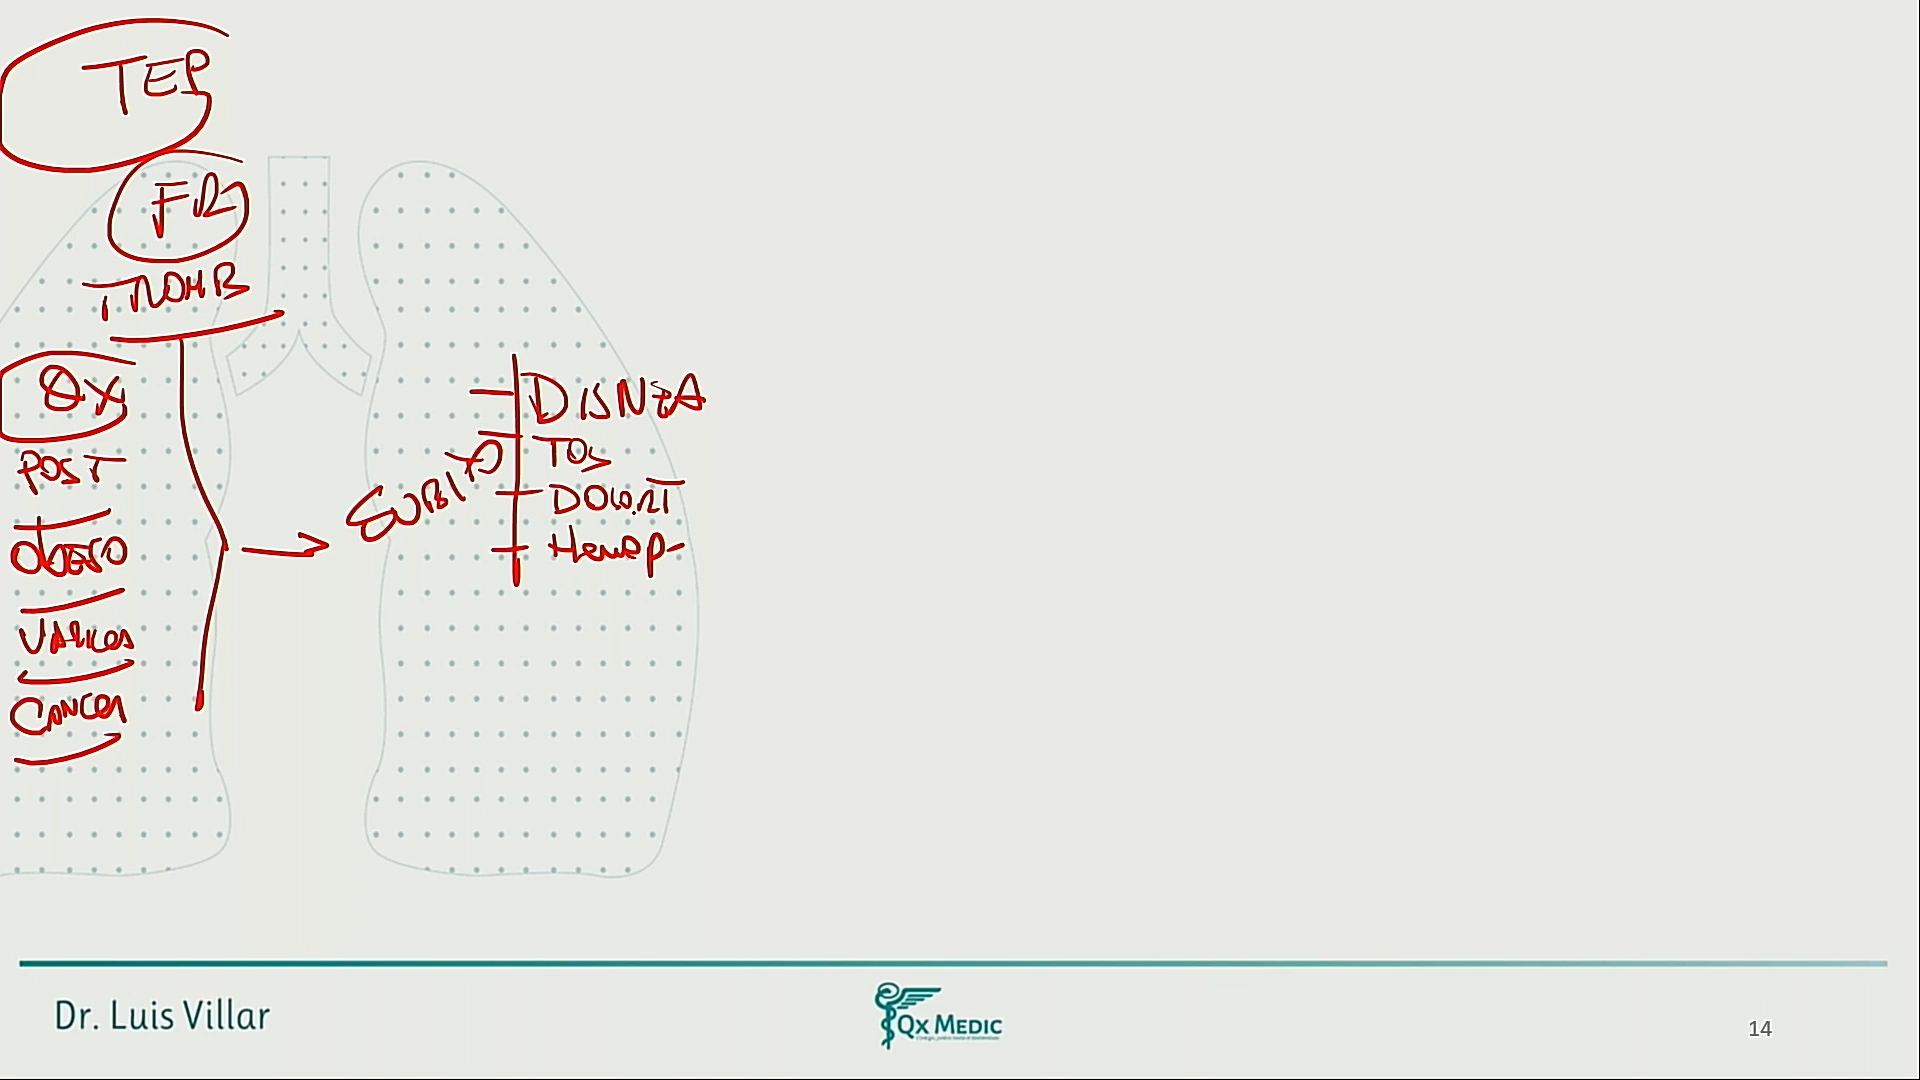 TEP
FR
TROMB
QX
POST
ObESO
VARICES
CANCER
SUBITO
DISNEA
TOS
DOLOR T
Hemop-
Dr. Luis Villar
QX MEDIC
14